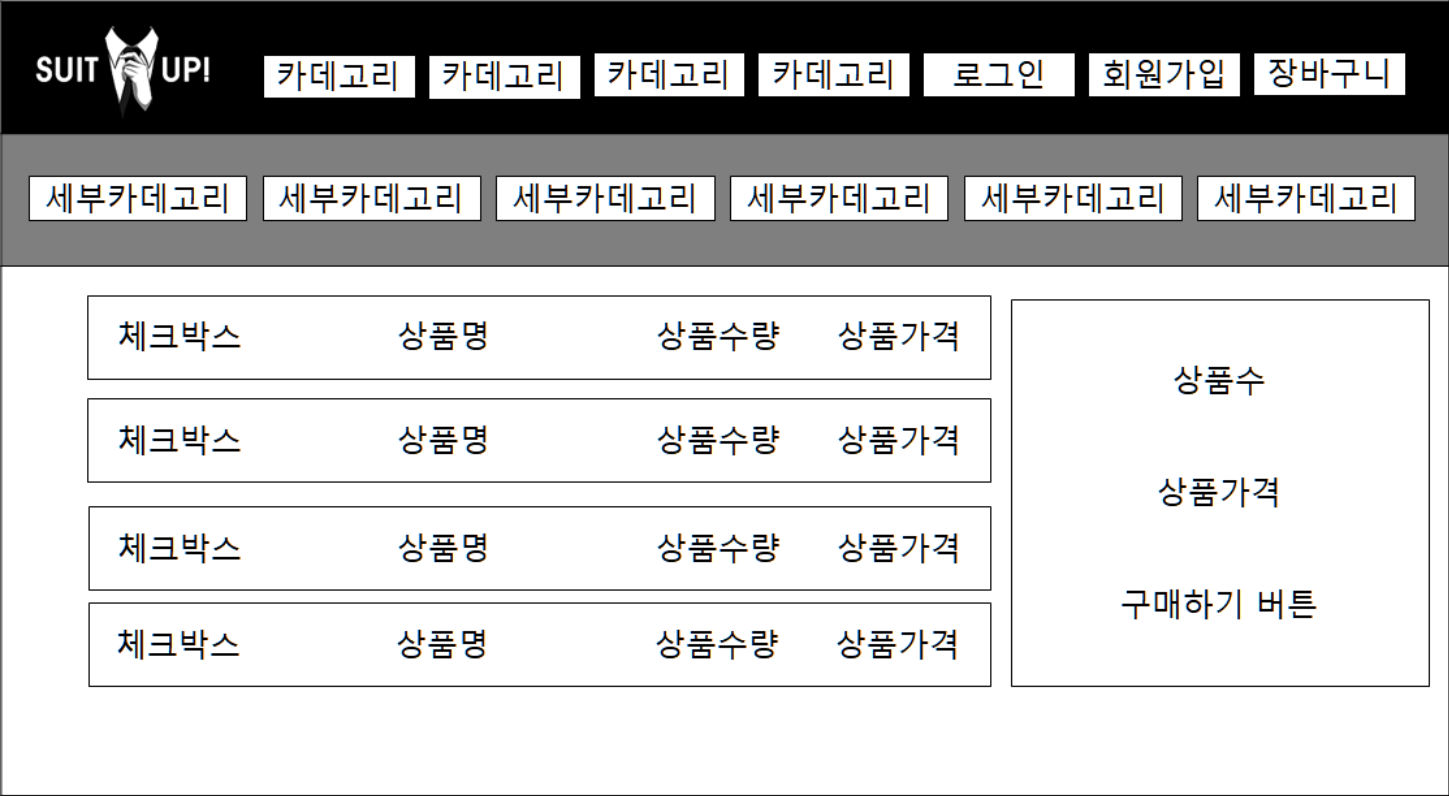 SUIT UP! 카데고리 카데고리 카데고리 카데고리 로그인 회원가입 장바구니
세부카데고리 세부카데고리 세부카데고리 세부카데고리 세부카데고리 세부카데고리
체크박스 상품명 상품수량 상품가격
체크박스 상품명 상품수량 상품가격
체크박스 상품명 상품수량 상품가격
체크박스 상품명 상품수량 상품가격
상품수
상품가격
구매하기 버튼